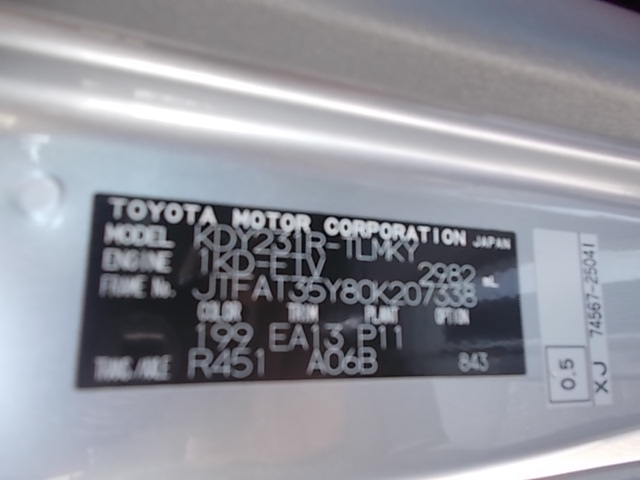 TOYOTA MOTOR CORPORATION JAPAN
MODEL KDY231R-TLMKY
ENGINE 1KD-FTV 2982 mL
FRAME No. JTFAT35Y80K207338
COLOR TRIM PLANT OPTION
199 EA13 P11
TRANS/AXLE R451 A06B 843
74567-25041
XJ
0.5